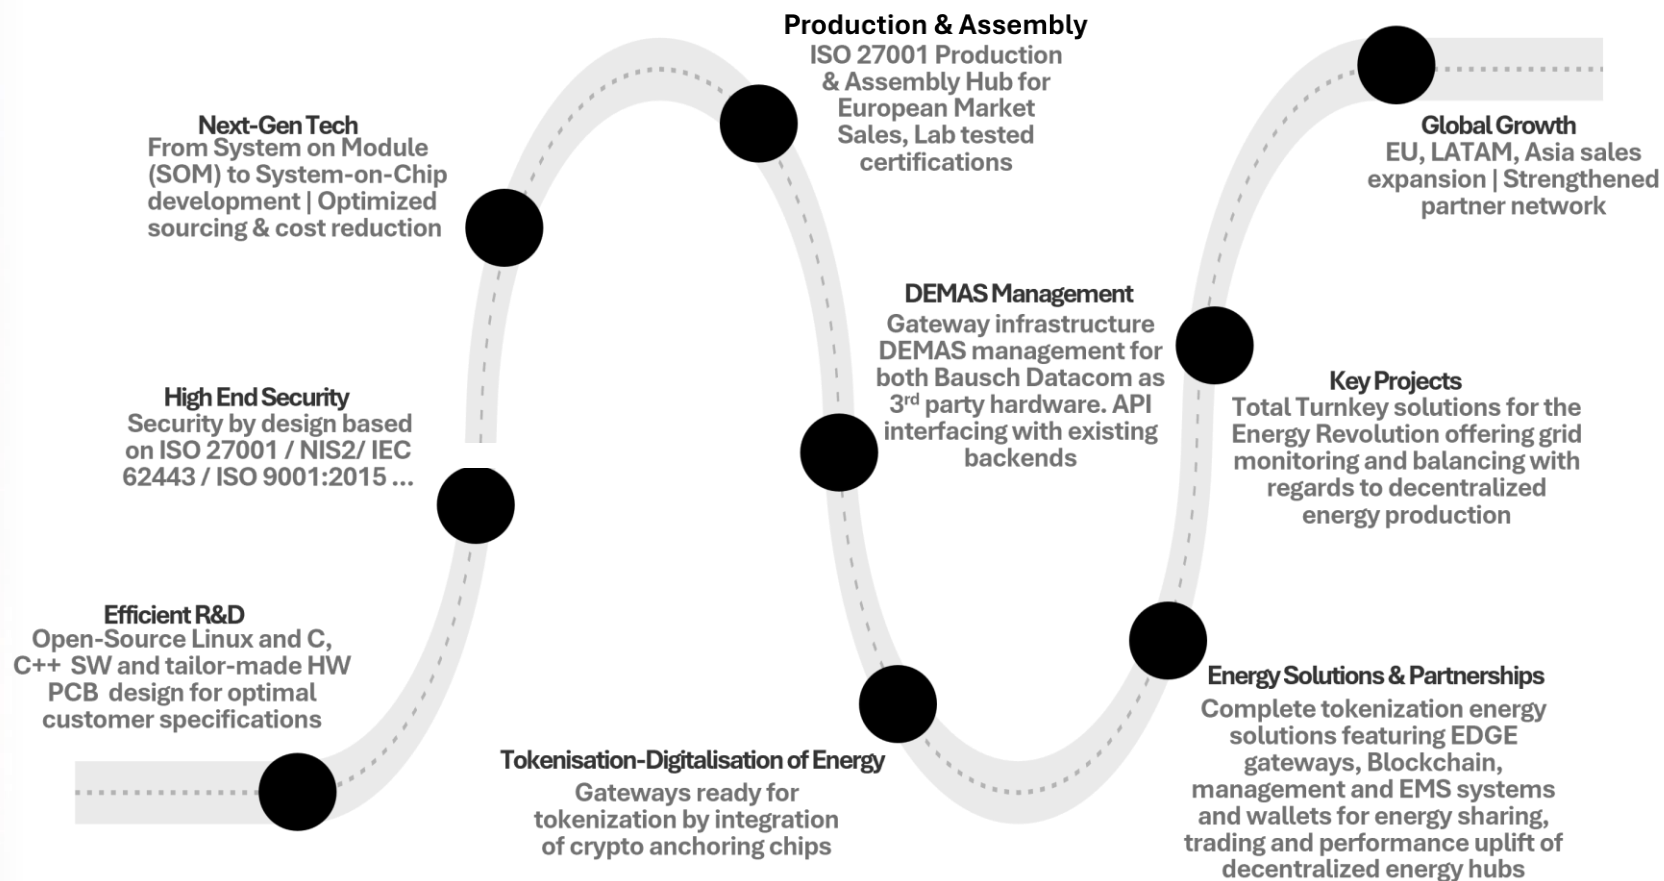 Production & Assembly
ISO 27001 Production
& Assembly Hub for
European Market
Sales, Lab tested
certifications
Next-Gen Tech
From System on Module
(SOM) to System-on-Chip
development | Optimized
sourcing & cost reduction
Global Growth
EU, LATAM, Asia sales
expansion | Strengthened
partner network
DEMAS Management
Gateway infrastructure
DEMAS management for
both Bausch Datacom as
3rd party hardware. API
interfacing with existing
backends
High End Security
Security by design based
on ISO 27001 / NIS2/ IEC
62443 / ISO 9001:2015 ...
Key Projects
Total Turnkey solutions for the
Energy Revolution offering grid
monitoring and balancing with
regards to decentralized
energy production
Efficient R&D
Open-Source Linux and C,
C++ SW and tailor-made HW
PCB design for optimal
customer specifications
Tokenisation-Digitalisation of Energy
Gateways ready for
tokenization by integration
of crypto anchoring chips
Energy Solutions & Partnerships
Complete tokenization energy
solutions featuring EDGE
gateways, Blockchain,
management and EMS systems
and wallets for energy sharing,
trading and performance uplift of
decentralized energy hubs